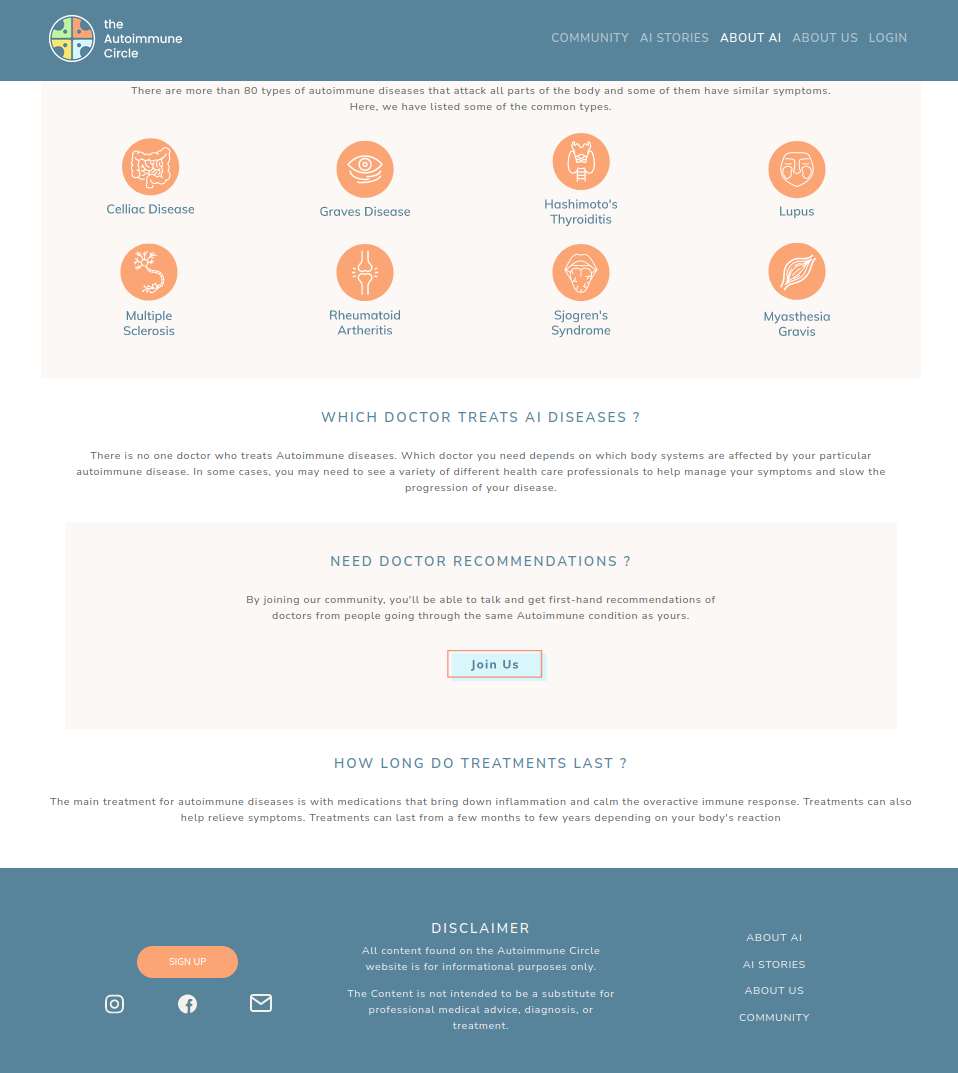 the
Autoimmune
Circle
COMMUNITY AI STORIES ABOUT AI ABOUT US LOGIN
There are more than 80 types of autoimmune diseases that attack all parts of the body and some of them have similar symptoms.
Here, we have listed some of the common types.
Celliac Disease
Graves Disease
Hashimoto's
Thyroiditis
Lupus
Multiple
Sclerosis
Rheumatoid
Artheritis
Sjogren's
Syndrome
Myasthesia
Gravis
WHICH DOCTOR TREATS AI DISEASES ?
There is no one doctor who treats Autoimmune diseases. Which doctor you need depends on which body systems are affected by your particular
autoimmune disease. In some cases, you may need to see a variety of different health care professionals to help manage your symptoms and slow the
progression of your disease.
NEED DOCTOR RECOMMENDATIONS ?
By joining our community, you'll be able to talk and get first-hand recommendations of
doctors from people going through the same Autoimmune condition as yours.
Join Us
HOW LONG DO TREATMENTS LAST ?
The main treatment for autoimmune diseases is with medications that bring down inflammation and calm the overactive immune response. Treatments can also
help relieve symptoms. Treatments can last from a few months to few years depending on your body's reaction
SIGN UP
DISCLAIMER
All content found on the Autoimmune Circle
website is for informational purposes only.
The Content is not intended to be a substitute for
professional medical advice, diagnosis, or
treatment.
ABOUT AI
AI STORIES
ABOUT US
COMMUNITY